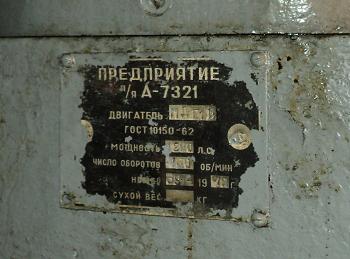 ПРЕДПРИЯТИЕ
П/Я А-7321
ДВИГАТЕЛЬ
ГОСТ 10150-62
МОЩНОСТЬ Л.С.
ЧИСЛО ОБОРОТОВ ОБ/МИН
19 Г.
СУХОЙ ВЕС КГ